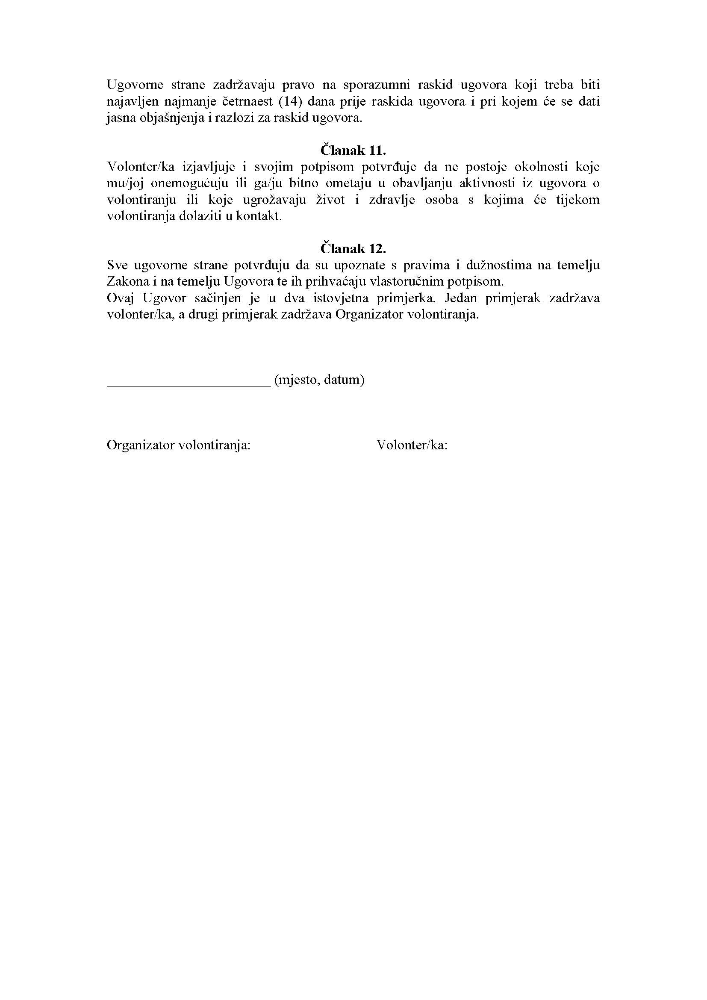 Ugovorne strane zadržavaju pravo na sporazumni raskid ugovora koji treba biti
najavljen najmanje četrnaest (14) dana prije raskida ugovora i pri kojem će se dati
jasna objašnjenja i razlozi za raskid ugovora.
Članak 11.
Volonter/ka izjavljuje i svojim potpisom potvrđuje da ne postoje okolnosti koje
mu/joj onemogućuju ili ga/ju bitno ometaju u obavljanju aktivnosti iz ugovora o
volontiranju ili koje ugrožavaju život i zdravlje osoba s kojima će tijekom
volontiranja dolaziti u kontakt.
Članak 12.
Sve ugovorne strane potvrđuju da su upoznate s pravima i dužnostima na temelju
Zakona i na temelju Ugovora te ih prihvaćaju vlastoručnim potpisom.
Ovaj Ugovor sačinjen je u dva istovjetna primjerka. Jedan primjerak zadržava
volonter/ka, a drugi primjerak zadržava Organizator volontiranja.
_______________________ (mjesto, datum)
Organizator volontiranja: Volonter/ka: